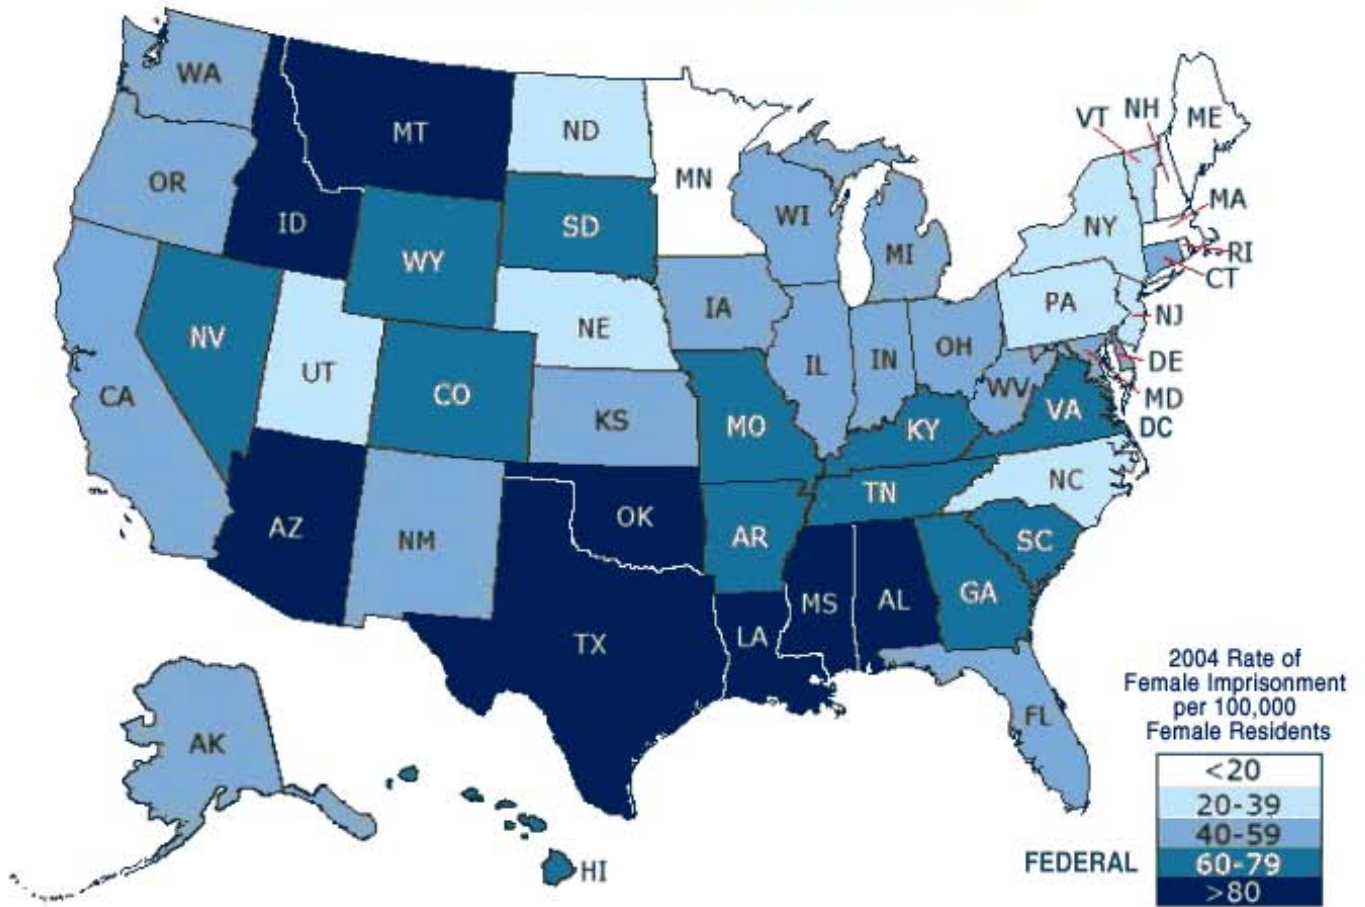 WA
MT
ND
MN
VT
NH
ME
OR
ID
SD
WI
MI
NY
MA
WY
RI
CT
NV
UT
NE
IA
PA
NJ
CA
CO
KS
MO
IL
IN
OH
WV
VA
DE
MD
DC
KY
AZ
NM
OK
AR
TN
NC
SC
TX
LA
MS
AL
GA
FL
AK
HI
2004 Rate of
Female Imprisonment
per 100,000
Female Residents
<20
20-39
40-59
FEDERAL 60-79
>80